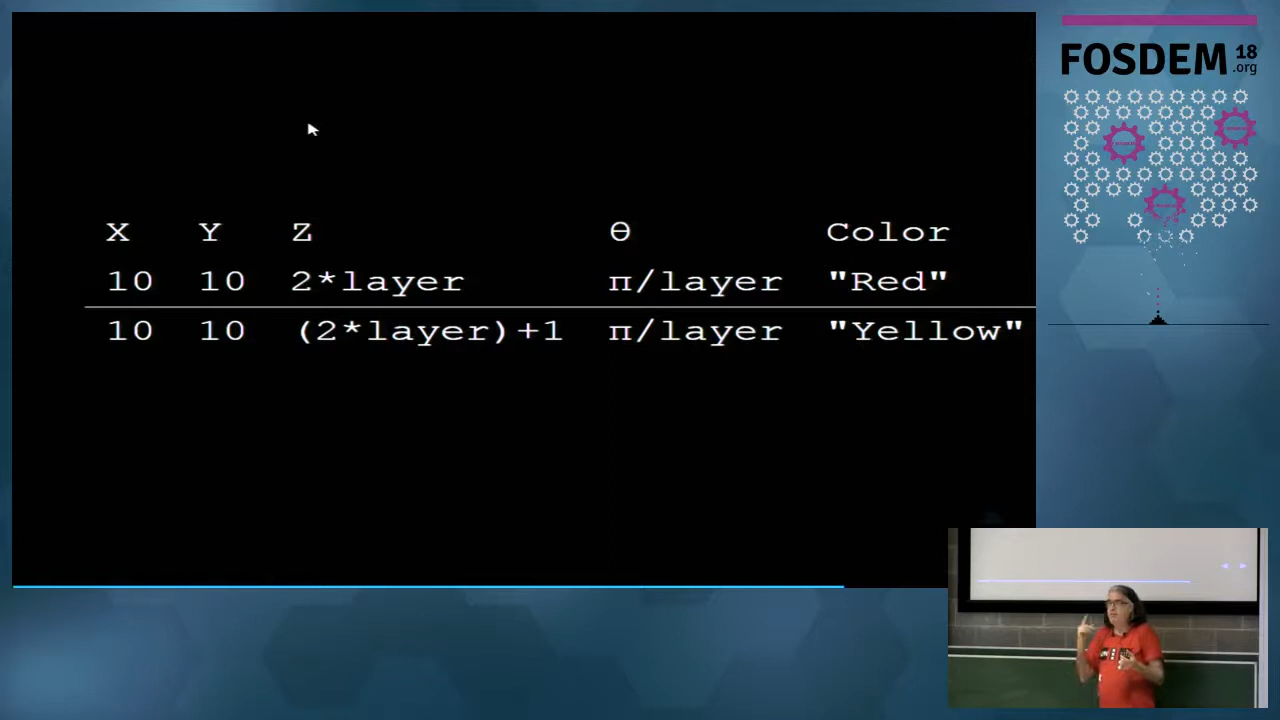 FOSDEM 18
.org
X Y Z θ Color
10 10 2*layer π/layer "Red"
10 10 (2*layer)+1 π/layer "Yellow"